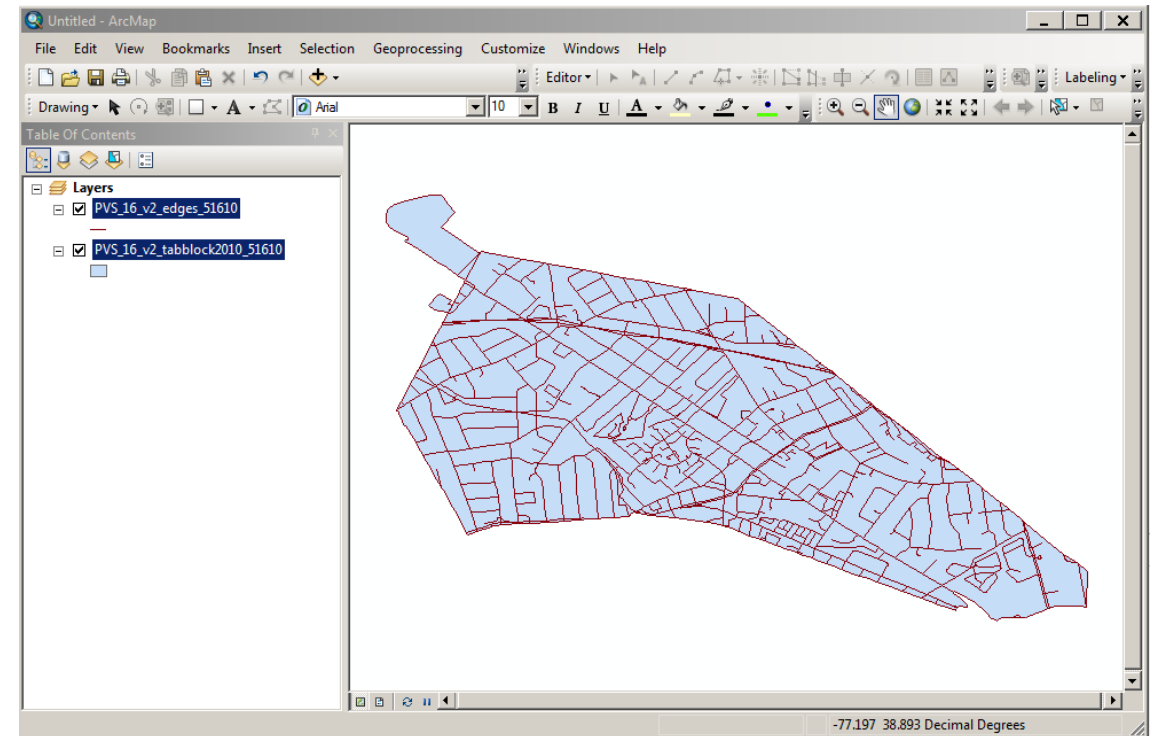 Untitled - ArcMap
File Edit View Bookmarks Insert Selection Geoprocessing Customize Windows Help
Editor Labeling
Drawing A Arial 10 B I U A
Table Of Contents
Layers
PVS_16_v2_edges_51610
PVS_16_v2_tabblock2010_51610
-77.197 38.893 Decimal Degrees